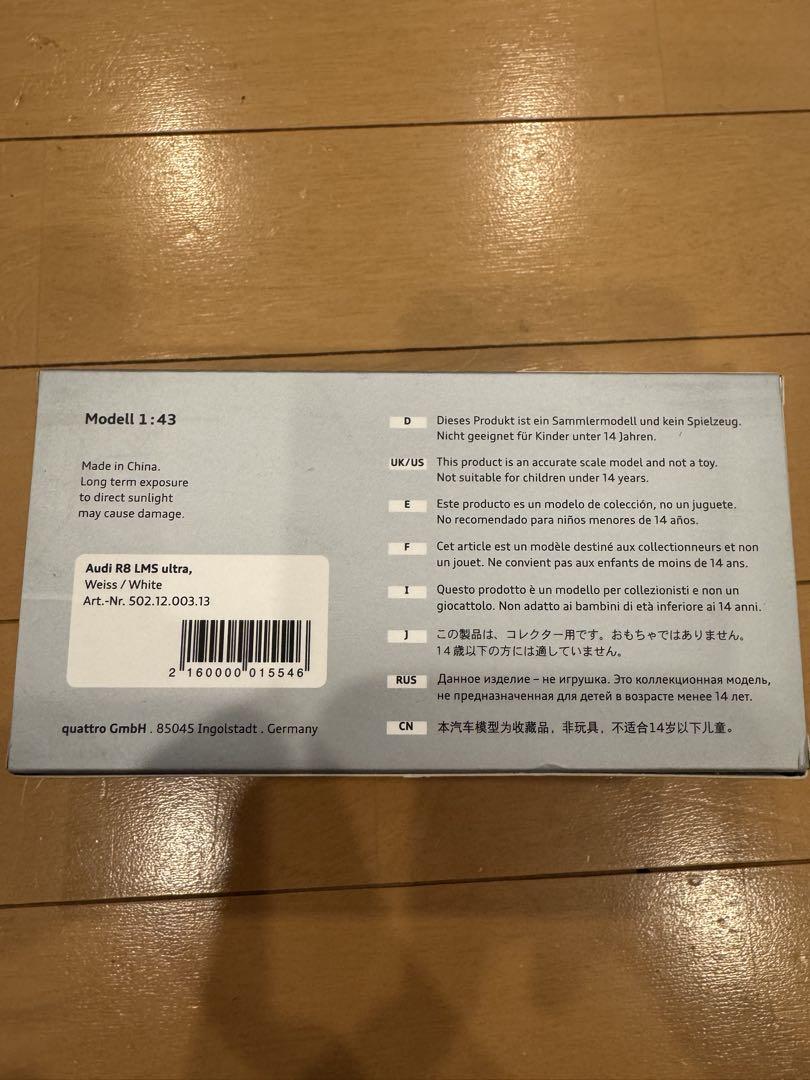 Modell 1:43
Made in China.
Long term exposure
to direct sunlight
may cause damage.
Audi R8 LMS ultra,
Weiss / White
Art.-Nr. 502.12.003.13
2 160000 015546
quattro GmbH . 85045 Ingolstadt . Germany
D Dieses Produkt ist ein Sammlermodell und kein Spielzeug.
Nicht geeignet für Kinder unter 14 Jahren.
UK/US This product is an accurate scale model and not a toy.
Not suitable for children under 14 years.
E Este producto es un modelo de colección, no un juguete.
No recomendado para niños menores de 14 años.
F Cet article est un modèle destiné aux collectionneurs et non
un jouet. Ne convient pas aux enfants de moins de 14 ans.
I Questo prodotto è un modello per collezionisti e non un
giocattolo. Non adatto ai bambini di età inferiore ai 14 anni.
J この製品は、コレクター用です。おもちゃではありません。
14歳以下の方には適していません。
RUS Данное изделие – не игрушка. Это коллекционная модель,
не предназначенная для детей в возрасте менее 14 лет.
CN 本汽车模型为收藏品，非玩具，不适合14岁以下儿童。